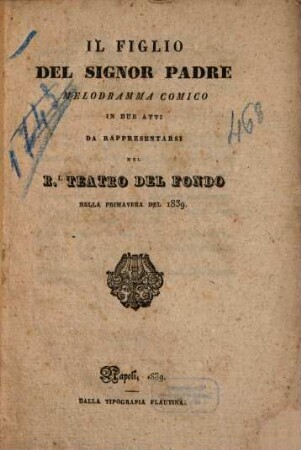 IL FIGLIO
DEL SIGNOR PADRE
MELODRAMMA COMICO
IN DUE ATTI
DA RAPPRESENTARSI
NEL
R.L TEATRO DEL FONDO
NELLA PRIMAVERA DEL 1839.
468
Napoli, 1839.
DALLA TIPOGRAFIA FLAUTINA.